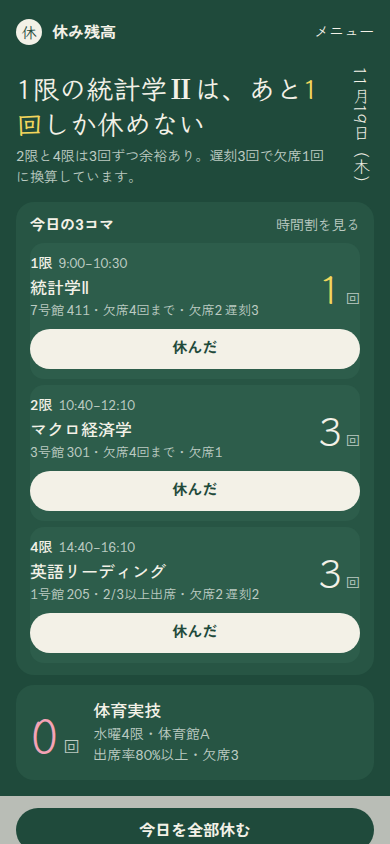 休 休み残高
メニュー
1限の統計学Ⅱは、あと1
回しか休めない
11月19日（木）
2限と4限は3回ずつ余裕あり。遅刻3回で欠席1回
に換算しています。
今日の3コマ
時間割を見る
1限 9:00–10:30
統計学Ⅱ
7号館 411・欠席4回まで・欠席2 遅刻3
1 回
休んだ
2限 10:40–12:10
マクロ経済学
3号館 301・欠席4回まで・欠席1
3 回
休んだ
4限 14:40–16:10
英語リーディング
1号館 205・2/3以上出席・欠席2 遅刻2
3 回
休んだ
0 回
体育実技
水曜4限・体育館A
出席率80%以上・欠席3
今日を全部休む